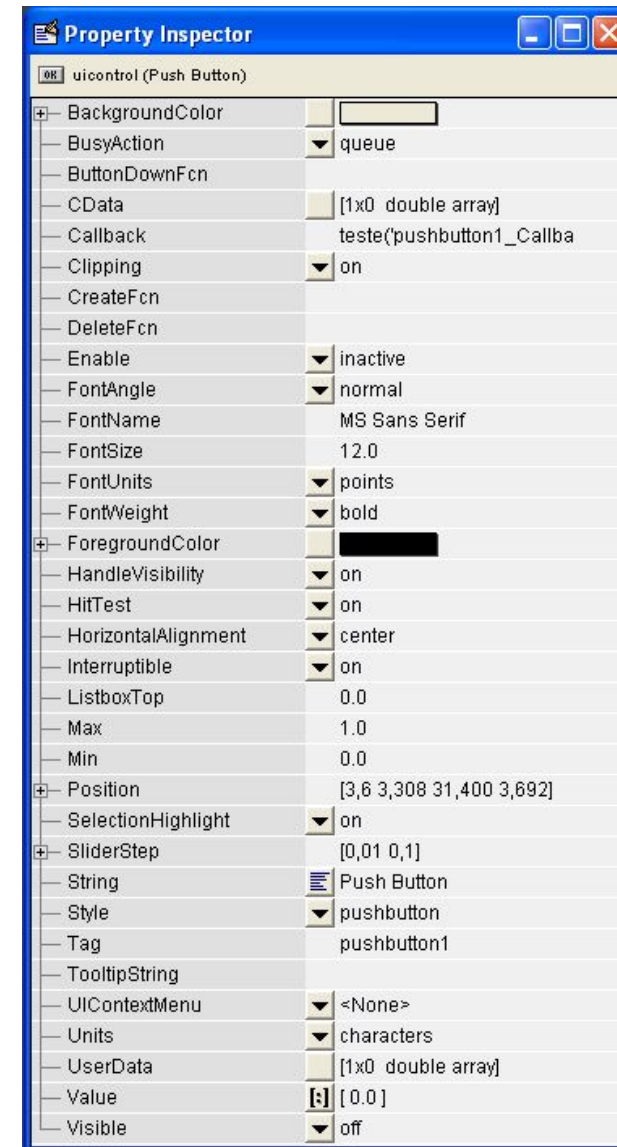 Property Inspector
OK uicontrol (Push Button)
BackgroundColor
BusyAction queue
ButtonDownFcn
CData [1x0 double array]
Callback teste('pushbutton1_Callba
Clipping on
CreateFcn
DeleteFcn
Enable inactive
FontAngle normal
FontName MS Sans Serif
FontSize 12.0
FontUnits points
FontWeight bold
ForegroundColor
HandleVisibility on
HitTest on
HorizontalAlignment center
Interruptible on
ListboxTop 0.0
Max 1.0
Min 0.0
Position [3,6 3,308 31,400 3,692]
SelectionHighlight on
SliderStep [0,01 0,1]
String Push Button
Style pushbutton
Tag pushbutton1
TooltipString
UIContextMenu <None>
Units characters
UserData [1x0 double array]
Value [:] [ 0.0 ]
Visible off